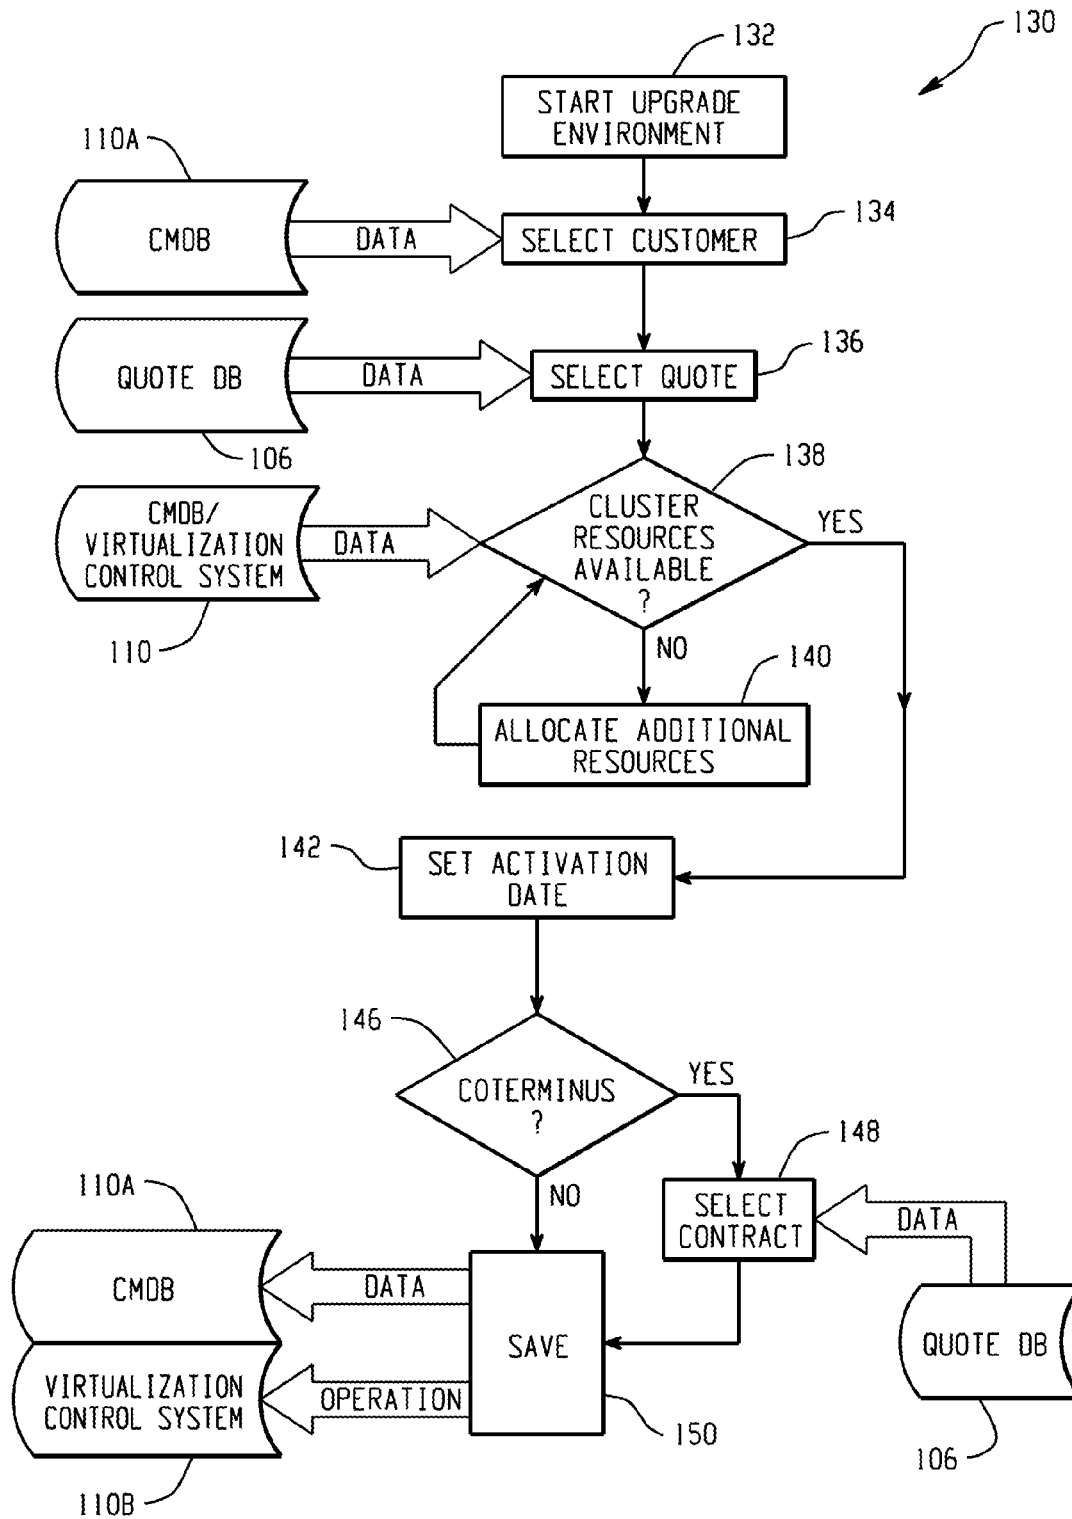 130
132
START UPGRADE
ENVIRONMENT
110A
CMDB
DATA
SELECT CUSTOMER
134
QUOTE DB
DATA
SELECT QUOTE
136
106
138
CMDB/
VIRTUALIZATION
CONTROL SYSTEM
DATA
CLUSTER
RESOURCES
AVAILABLE
?
YES
110
NO
140
ALLOCATE ADDITIONAL
RESOURCES
142
SET ACTIVATION
DATE
146
COTERMINUS
?
YES
NO
148
SELECT
CONTRACT
DATA
QUOTE DB
106
110A
CMDB
DATA
SAVE
VIRTUALIZATION
CONTROL SYSTEM
OPERATION
150
110B